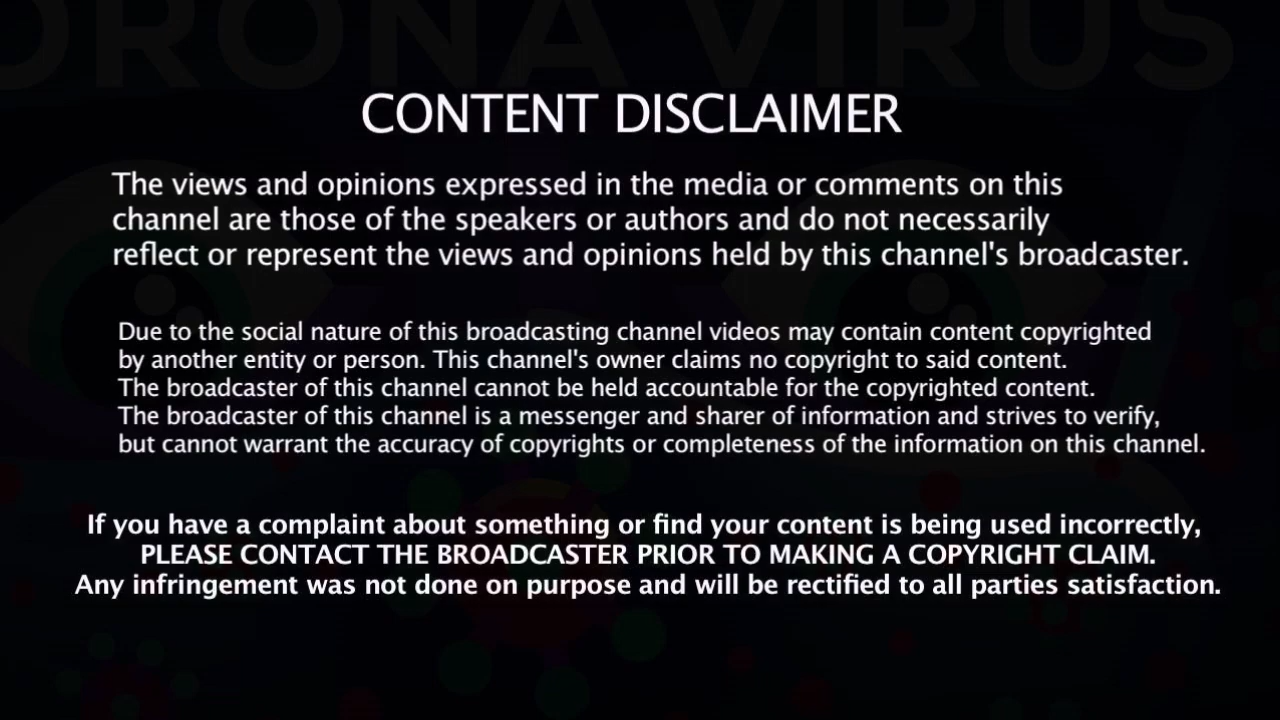 ORONA VIRUS
CONTENT DISCLAIMER
The views and opinions expressed in the media or comments on this
channel are those of the speakers or authors and do not necessarily
reflect or represent the views and opinions held by this channel's broadcaster.
Due to the social nature of this broadcasting channel videos may contain content copyrighted
by another entity or person. This channel's owner claims no copyright to said content.
The broadcaster of this channel cannot be held accountable for the copyrighted content.
The broadcaster of this channel is a messenger and sharer of information and strives to verify,
but cannot warrant the accuracy of copyrights or completeness of the information on this channel.
If you have a complaint about something or find your content is being used incorrectly,
PLEASE CONTACT THE BROADCASTER PRIOR TO MAKING A COPYRIGHT CLAIM.
Any infringement was not done on purpose and will be rectified to all parties satisfaction.